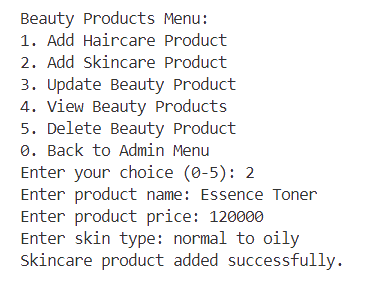 Beauty Products Menu:
1. Add Haircare Product
2. Add Skincare Product
3. Update Beauty Product
4. View Beauty Products
5. Delete Beauty Product
0. Back to Admin Menu
Enter your choice (0-5): 2
Enter product name: Essence Toner
Enter product price: 120000
Enter skin type: normal to oily
Skincare product added successfully.